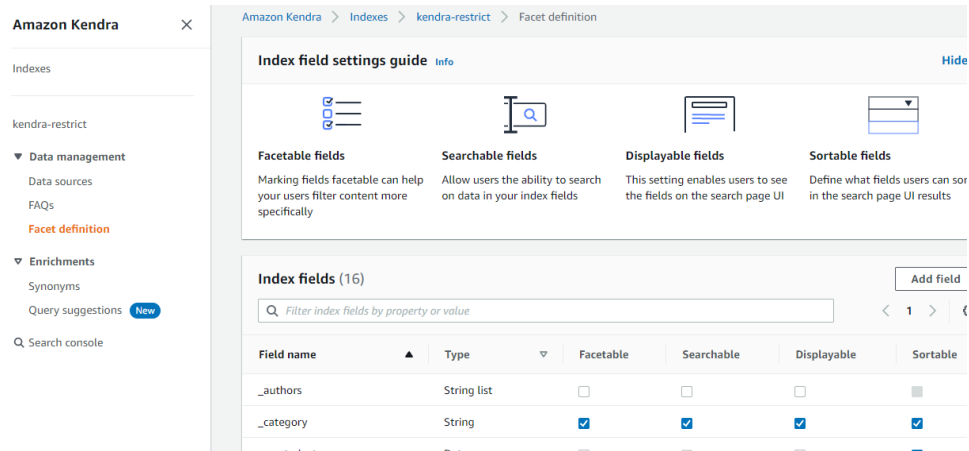 Amazon Kendra
Indexes
kendra-restrict
Data management
Data sources
FAQs
Facet definition
Enrichments
Synonyms
Query suggestions New
Search console
Amazon Kendra > Indexes > kendra-restrict > Facet definition
Index field settings guide Info
Hide
Facetable fields
Marking fields facetable can help
your users filter content more
specifically
Searchable fields
Allow users the ability to search
on data in your index fields
Displayable fields
This setting enables users to see
the fields on the search page UI
Sortable fields
Define what fields users can sor
in the search page UI results
Index fields (16)
Add field
Filter index fields by property or value
1
Field name Type Facetable Searchable Displayable Sortable
_authors String list
_category String